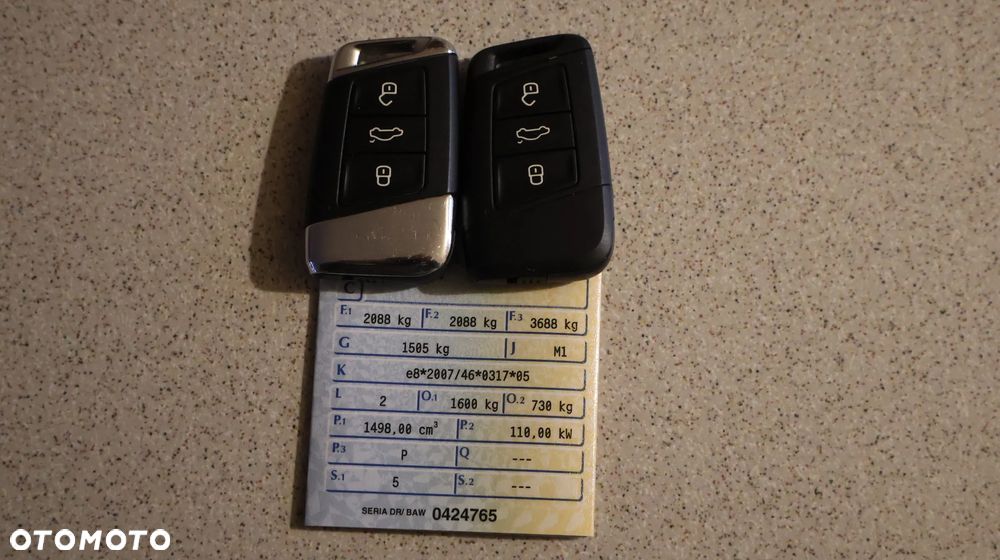 C
F.1 2088 kg F.2 2088 kg F.3 3688 kg
G 1505 kg J M1
K e8*2007/46*0317*05
L 2 O.1 1600 kg O.2 730 kg
P.1 1498,00 cm³ P.2 110,00 kW
P.3 P Q ---
S.1 5 S.2 ---
SERIA DR/ BAW 0424765
OTOMOTO